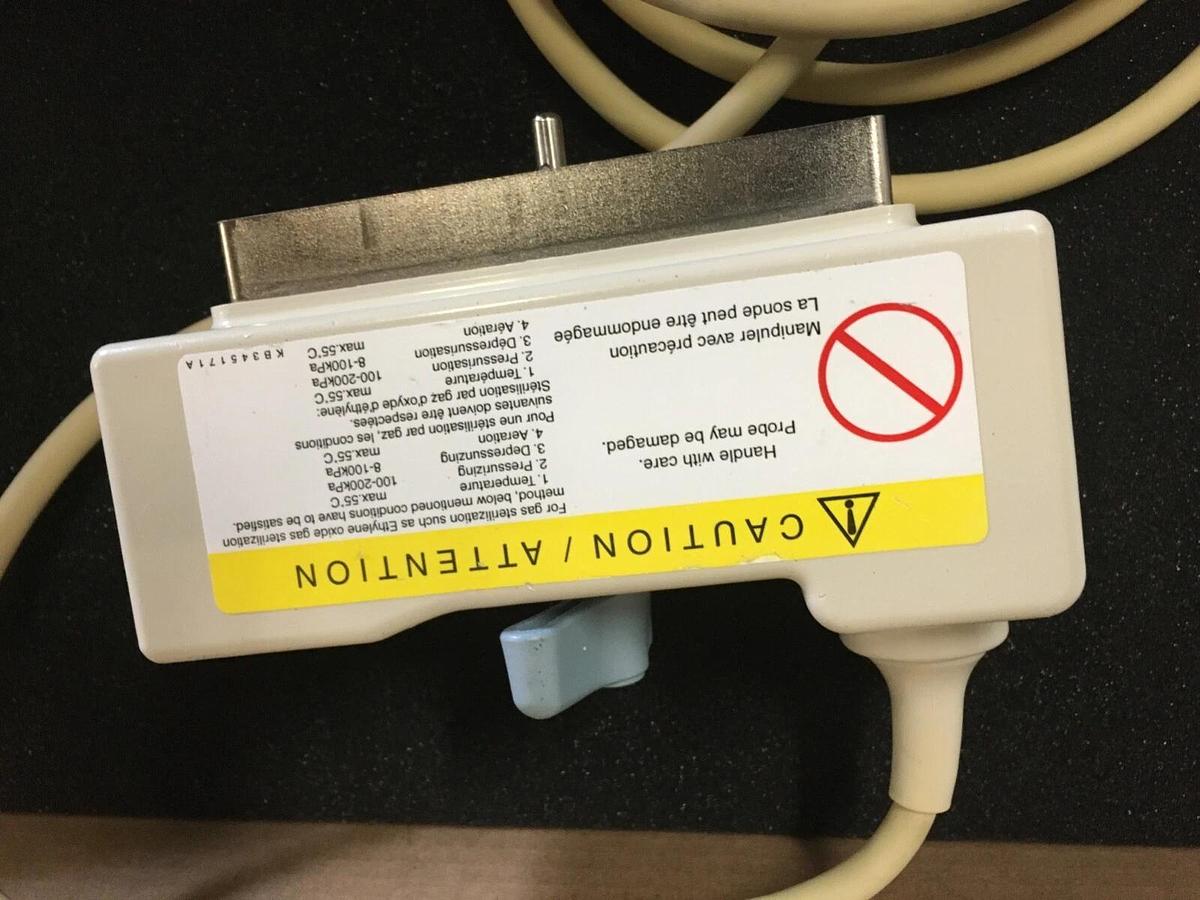 CAUTION / ATTENTION
Handle with care.
Probe may be damaged.
Manipuler avec précaution
La sonde peut être endommagée
For gas sterilization such as Ethylene oxide gas sterilization
method, below mentioned conditions have to be satisfied.
1. Temperature max.55°C
2. Pressurizing 100-200kPa
3. Depressurizing 8-100kPa
4. Aeration max.55°C
Pour une stérilisation par gaz, les conditions
suivantes doivent être respectées.
Stérilisation par gaz d'oxyde d'éthylène:
1. Température max.55°C
2. Pressurisation 100-200kPa
3. Dépressurisation 8-100kPa
4. Aération max.55°C
KB345171A